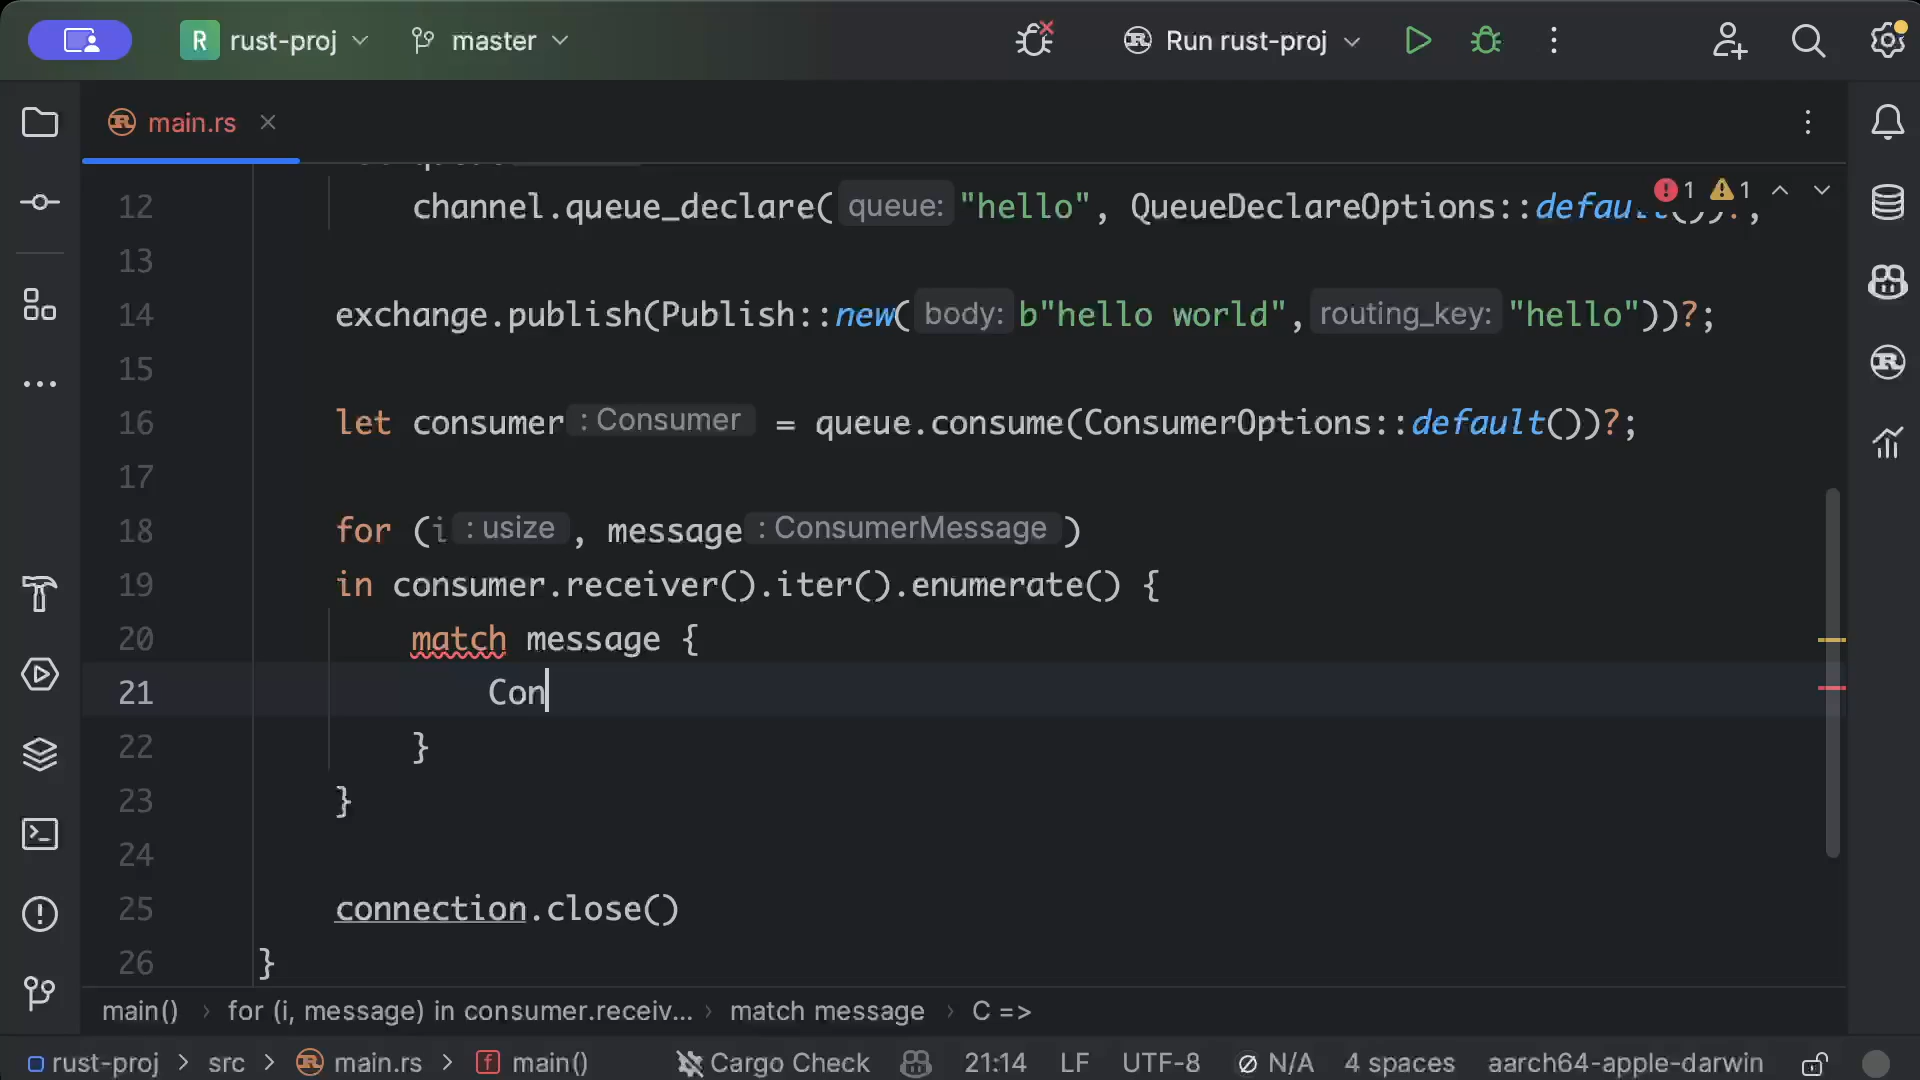 R rust-proj master Run rust-proj
main.rs
12 channel.queue_declare( queue: "hello", QueueDeclareOptions::default())?;
1 1
13
14 exchange.publish(Publish::new( body: b"hello world", routing_key: "hello"))?;
15
16 let consumer : Consumer = queue.consume(ConsumerOptions::default())?;
17
18 for (i : usize , message : ConsumerMessage )
19 in consumer.receiver().iter().enumerate() {
20 match message {
21 Con
22 }
23 }
24
25 connection.close()
26 }
main() › for (i, message) in consumer.receiv... › match message › C =>
rust-proj > src > main.rs > f main() Cargo Check 21:14 LF UTF-8 N/A 4 spaces aarch64-apple-darwin